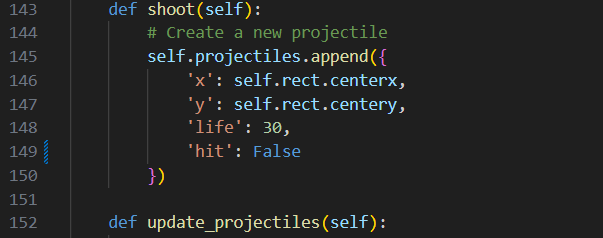 143 def shoot(self):
144 # Create a new projectile
145 self.projectiles.append({
146 'x': self.rect.centerx,
147 'y': self.rect.centery,
148 'life': 30,
149 'hit': False
150 })
151
152 def update_projectiles(self):